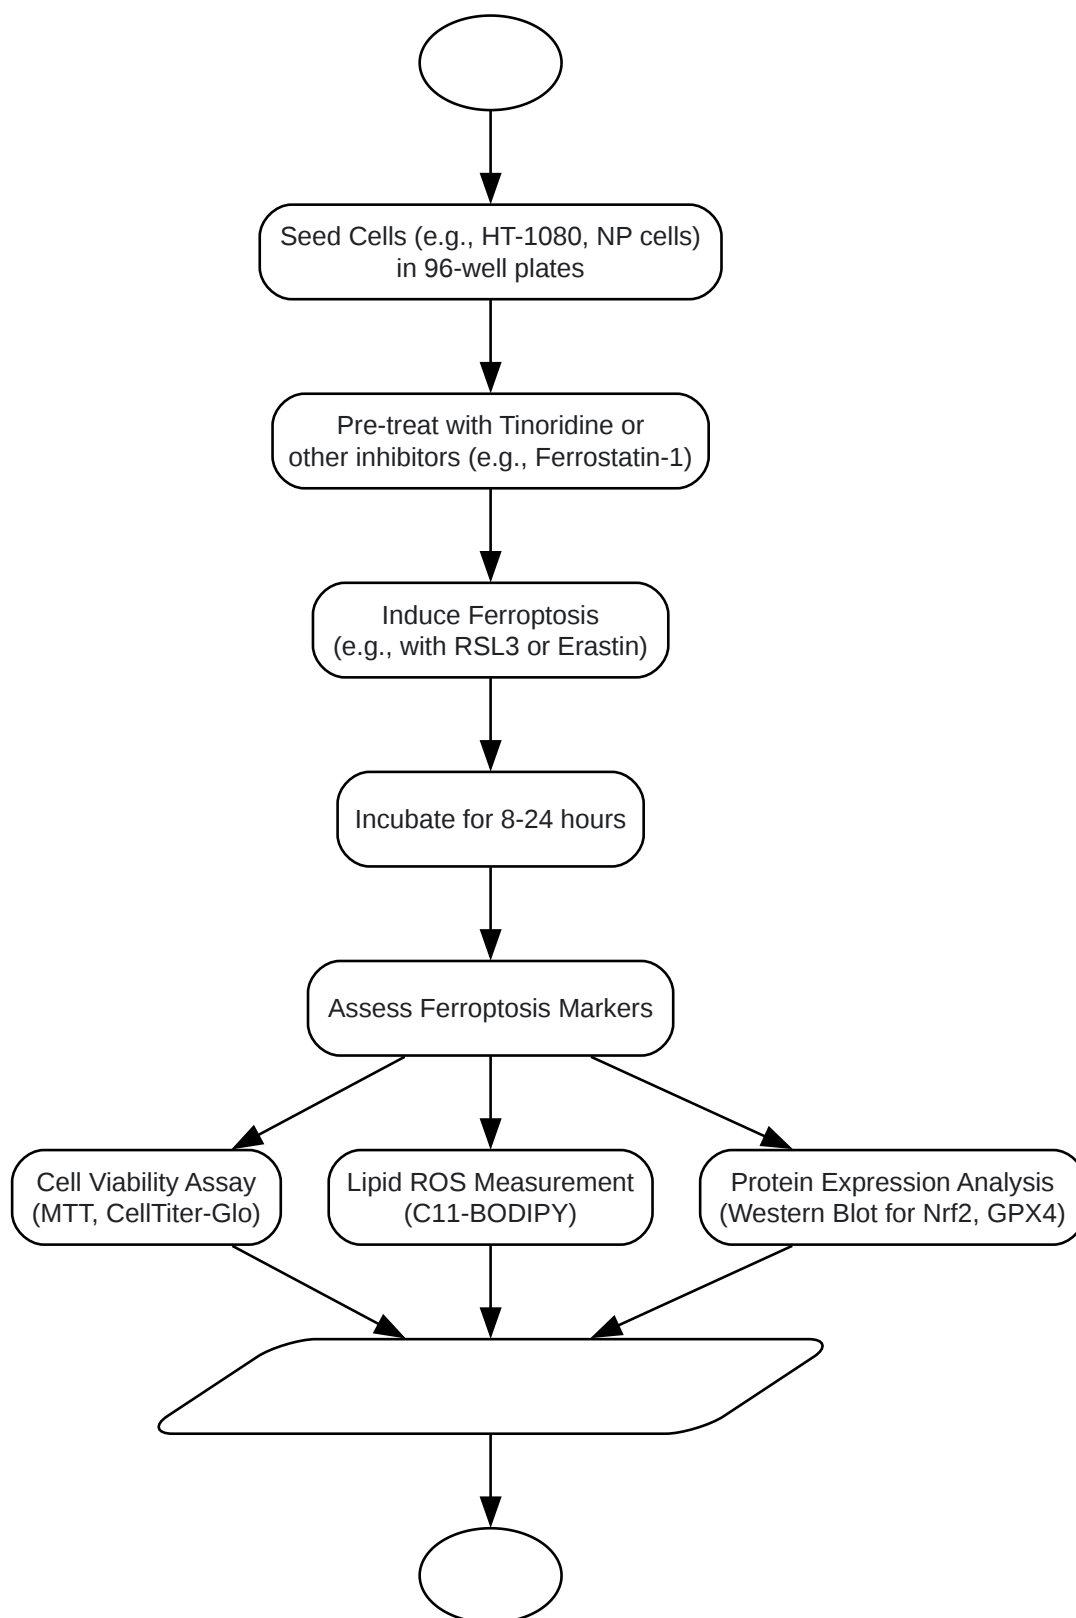 Seed Cells (e.g., HT-1080, NP cells)
in 96-well plates
Pre-treat with Tinoridine or
other inhibitors (e.g., Ferrostatin-1)
Induce Ferroptosis
(e.g., with RSL3 or Erastin)
Incubate for 8-24 hours
Assess Ferroptosis Markers
Cell Viability Assay
(MTT, CellTiter-Glo)
Lipid ROS Measurement
(C11-BODIPY)
Protein Expression Analysis
(Western Blot for Nrf2, GPX4)